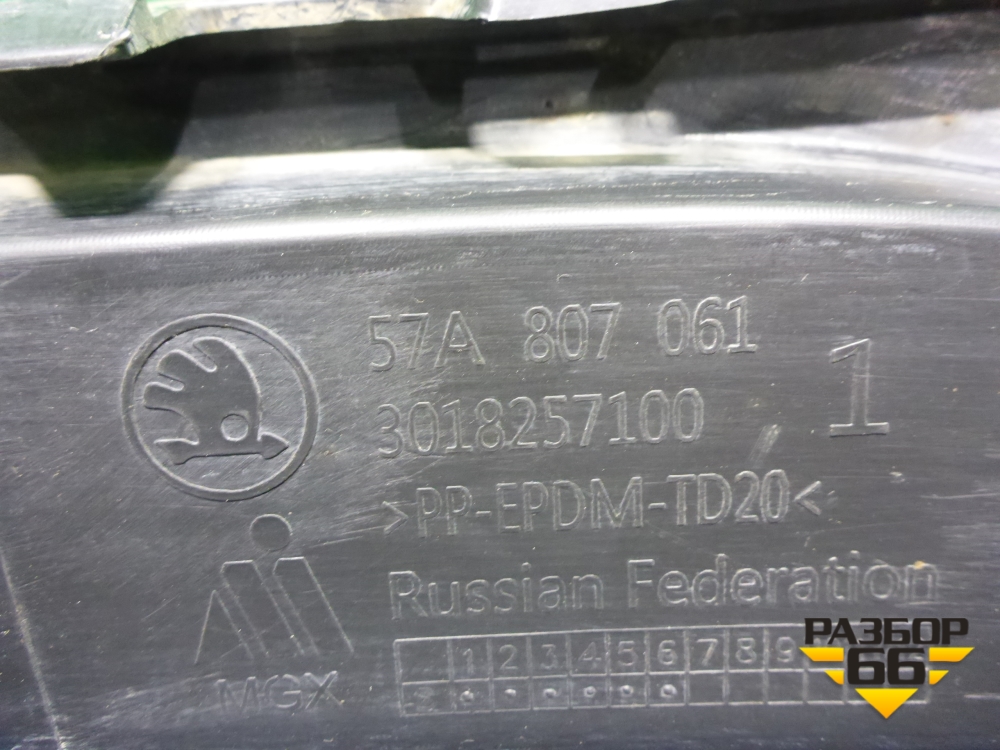 57A 807 061
3018257100
1
>PP-EPDM-TD20<
Russian Federation
MGX
1 2 3 4 5 6 7 8 9
РАЗБОР
66